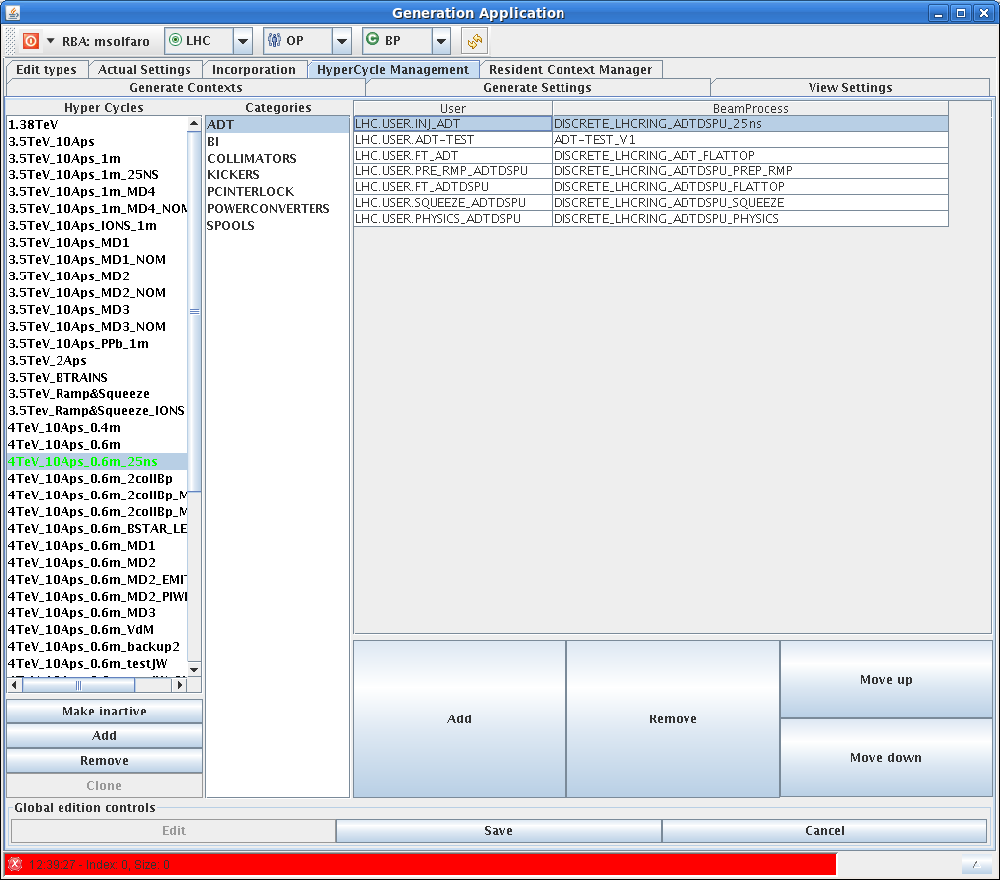 Generation Application
RBA: msolfaro LHC OP BP
Edit types Actual Settings Incorporation HyperCycle Management Resident Context Manager
Generate Contexts Generate Settings View Settings
Hyper Cycles
1.38TeV
3.5TeV_10Aps
3.5TeV_10Aps_1m
3.5TeV_10Aps_1m_25NS
3.5TeV_10Aps_1m_MD4
3.5TeV_10Aps_1m_MD4_NOM
3.5TeV_10Aps_IONS_1m
3.5TeV_10Aps_MD1
3.5TeV_10Aps_MD1_NOM
3.5TeV_10Aps_MD2
3.5TeV_10Aps_MD2_NOM
3.5TeV_10Aps_MD3
3.5TeV_10Aps_MD3_NOM
3.5TeV_10Aps_PPb_1m
3.5TeV_2Aps
3.5TeV_BTRAINS
3.5TeV_Ramp&Squeeze
3.5Tev_Ramp&Squeeze_IONS
4TeV_10Aps_0.4m
4TeV_10Aps_0.6m
4TeV_10Aps_0.6m_25ns
4TeV_10Aps_0.6m_2collBp
4TeV_10Aps_0.6m_2collBp_M
4TeV_10Aps_0.6m_2collBp_M
4TeV_10Aps_0.6m_BSTAR_LE
4TeV_10Aps_0.6m_MD1
4TeV_10Aps_0.6m_MD2
4TeV_10Aps_0.6m_MD2_EMI
4TeV_10Aps_0.6m_MD2_PIW
4TeV_10Aps_0.6m_MD3
4TeV_10Aps_0.6m_VdM
4TeV_10Aps_0.6m_backup2
4TeV_10Aps_0.6m_testJW
Make inactive
Add
Remove
Clone
Categories
ADT
BI
COLLIMATORS
KICKERS
PCINTERLOCK
POWERCONVERTERS
SPOOLS
User BeamProcess
LHC.USER.INJ_ADT DISCRETE_LHCRING_ADTDSPU_25ns
LHC.USER.ADT-TEST ADT-TEST_V1
LHC.USER.FT_ADT DISCRETE_LHCRING_ADT_FLATTOP
LHC.USER.PRE_RMP_ADTDSPU DISCRETE_LHCRING_ADTDSPU_PREP_RMP
LHC.USER.FT_ADTDSPU DISCRETE_LHCRING_ADTDSPU_FLATTOP
LHC.USER.SQUEEZE_ADTDSPU DISCRETE_LHCRING_ADTDSPU_SQUEEZE
LHC.USER.PHYSICS_ADTDSPU DISCRETE_LHCRING_ADTDSPU_PHYSICS
Add Remove Move up
Move down
Global edition controls
Edit Save Cancel
12:39:27 - Index: 0, Size: 0